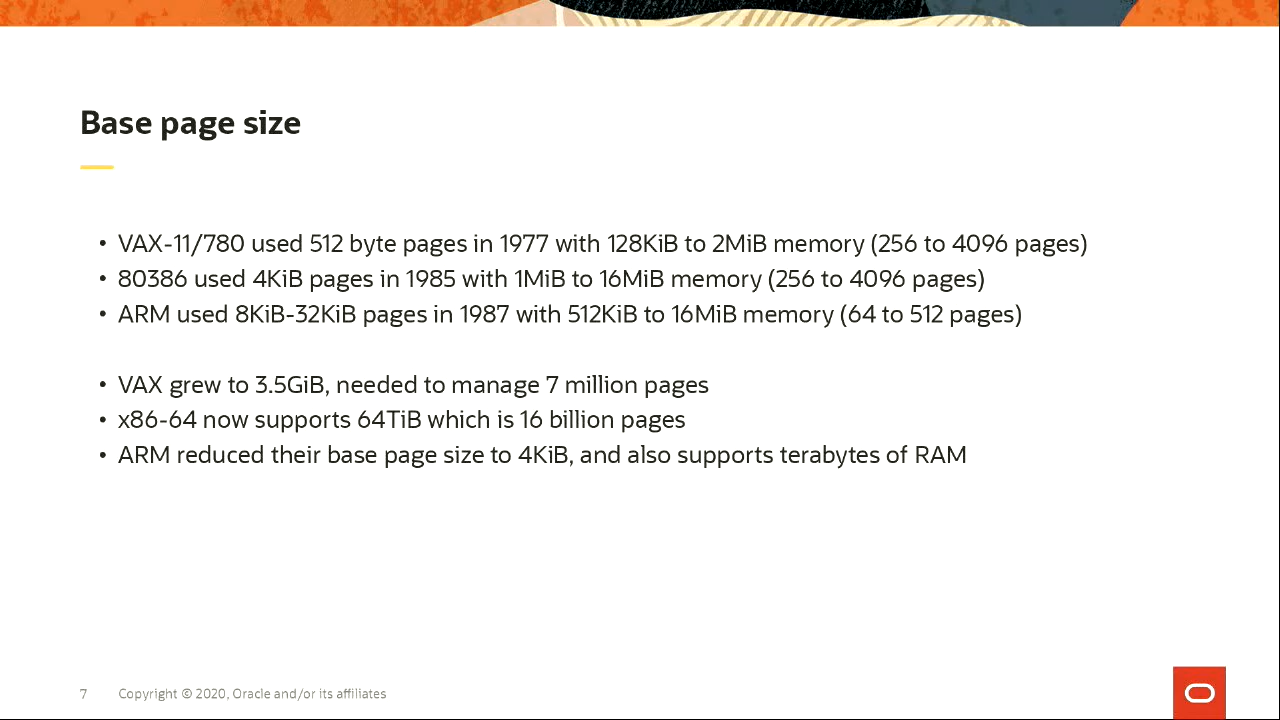 Base page size
• VAX-11/780 used 512 byte pages in 1977 with 128KiB to 2MiB memory (256 to 4096 pages)
• 80386 used 4KiB pages in 1985 with 1MiB to 16MiB memory (256 to 4096 pages)
• ARM used 8KiB-32KiB pages in 1987 with 512KiB to 16MiB memory (64 to 512 pages)
• VAX grew to 3.5GiB, needed to manage 7 million pages
• x86-64 now supports 64TiB which is 16 billion pages
• ARM reduced their base page size to 4KiB, and also supports terabytes of RAM
7 Copyright © 2020, Oracle and/or its affiliates